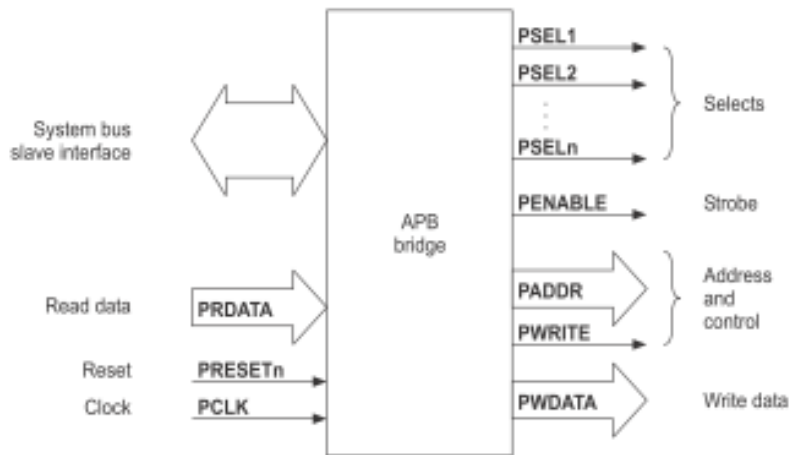 PSEL1
PSEL2
PSELn
Selects
System bus
slave interface
PENABLE
Strobe
APB
bridge
Read data
PRDATA
PADDR
PWRITE
Address
and
control
Reset
PRESETn
Clock
PCLK
PWDATA
Write data